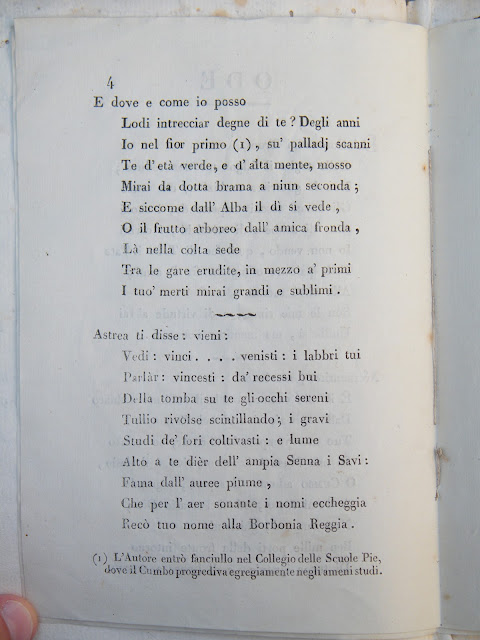 4
E dove e come io posso
Lodi intrecciar degne di te? Degli anni
Io nel fior primo (1), su' palladj scanni
Te d'età verde, e d'alta mente, mosso
Mirai da dotta brama a niun seconda;
E siccome dall' Alba il dì si vede,
O il frutto arboreo dall' amica fronda,
Là nella colta sede
Tra le gare erudite, in mezzo a' primi
I tuo' merti mirai grandi e sublimi.
Astrea ti disse: vieni:
Vedi: vinci.... venisti: i labbri tui
Parlàr: vincesti: da' recessi bui
Della tomba su te gli occhi sereni
Tullio rivolse scintillando; i gravi
Studi de' fori coltivasti: e lume
Alto a te dièr dell' ampia Senna i Savi:
Fama dall' auree piume,
Che per l' aer sonante i nomi eccheggia
Recò tuo nome alla Borbonia Reggia.
(1) L'Autore entrò fanciullo nel Collegio delle Scuole Pie,
dove il Cumbo progrediva egregiamente negli ameni studi.